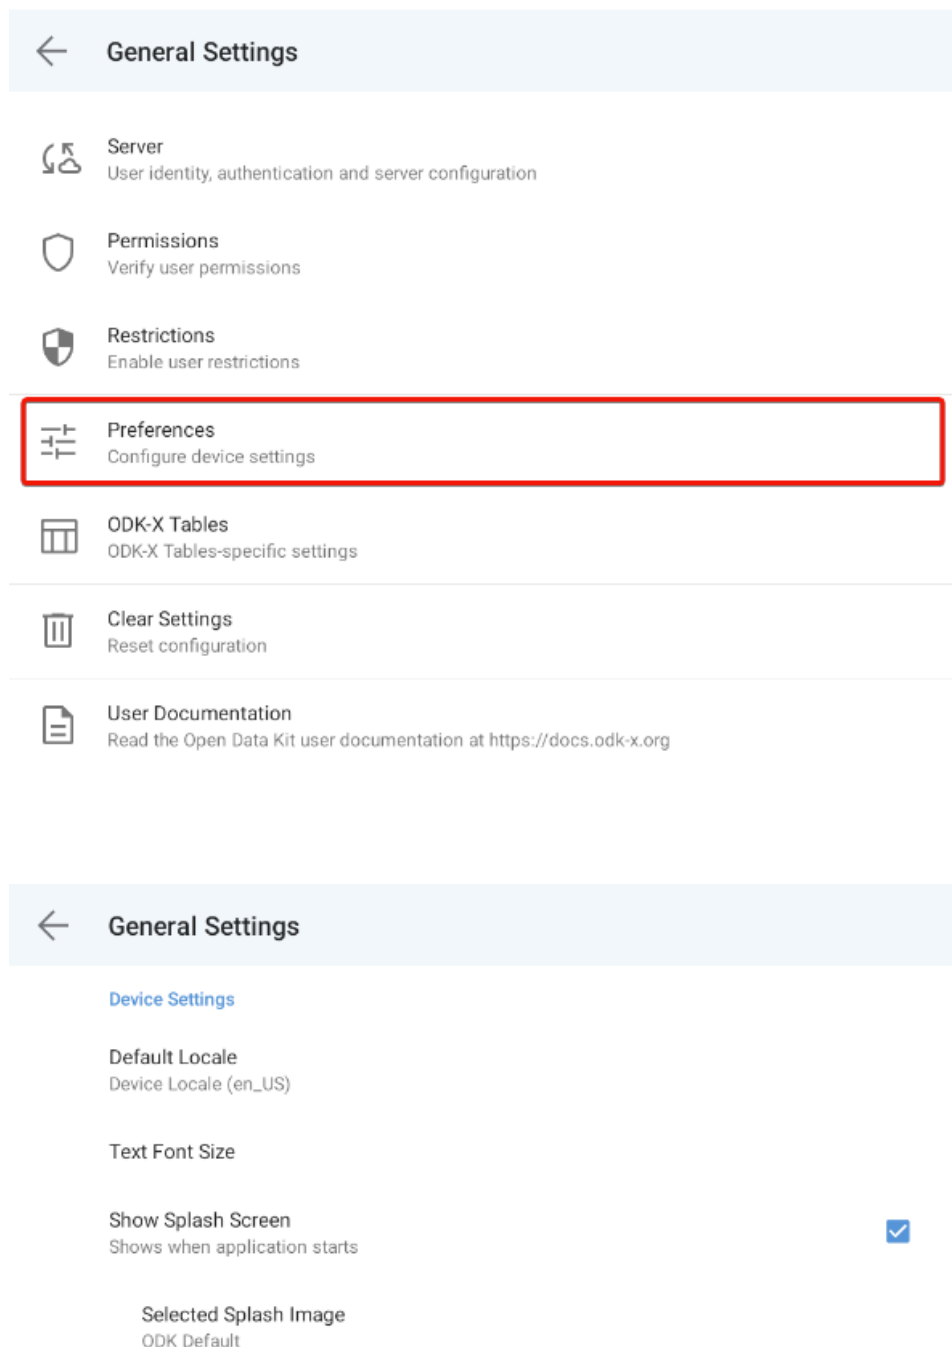 General Settings
Server
User identity, authentication and server configuration
Permissions
Verify user permissions
Restrictions
Enable user restrictions
Preferences
Configure device settings
ODK-X Tables
ODK-X Tables-specific settings
Clear Settings
Reset configuration
User Documentation
Read the Open Data Kit user documentation at https://docs.odk-x.org
General Settings
Device Settings
Default Locale
Device Locale (en_US)
Text Font Size
Show Splash Screen
Shows when application starts
Selected Splash Image
ODK Default